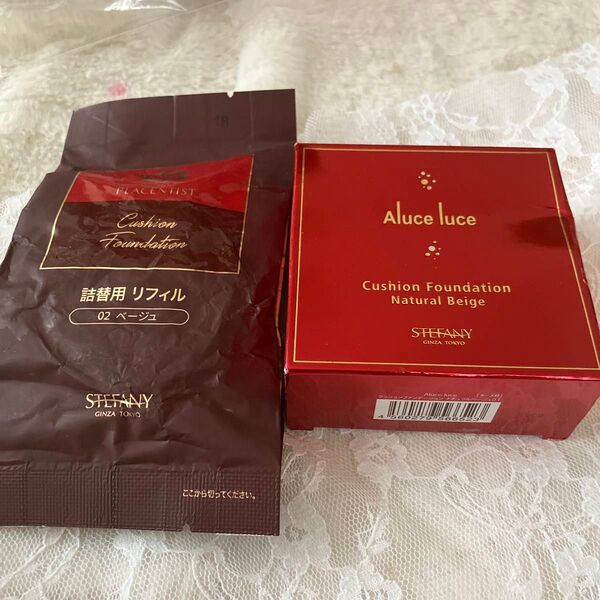 PLACENTIST
Cushion
Foundation
詰替用 リフィル
02 ベージュ
STEFANY
GINZA TOKYO
ここから切ってください。
Aluce luce
Cushion Foundation
Natural Beige
STEFANY
GINZA TOKYO
Aluce luce